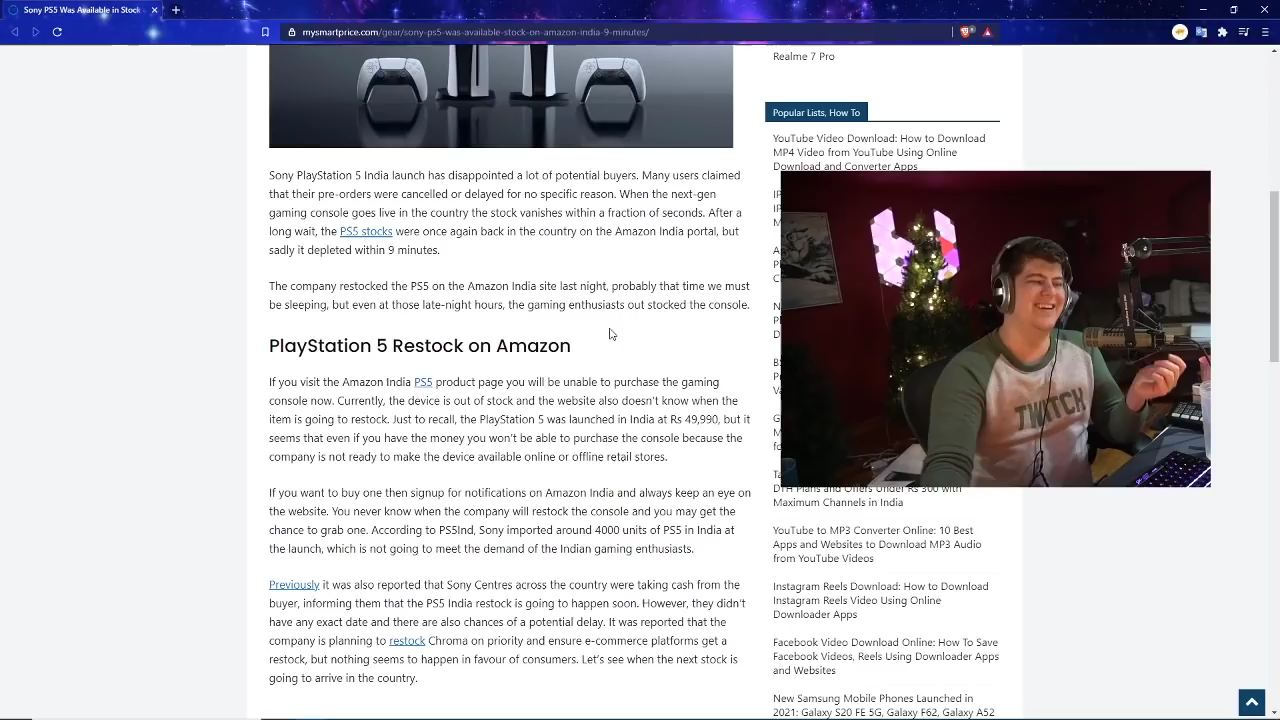 Sony PS5 Was Available in Stock
mysmartprice.com/gear/sony-ps5-was-available-stock-on-amazon-india-9-minutes/
Realme 7 Pro
Popular Lists, How To
YouTube Video Download: How to Download
MP4 Video from YouTube Using Online
Download and Converter Apps
Sony PlayStation 5 India launch has disappointed a lot of potential buyers. Many users claimed
that their pre-orders were cancelled or delayed for no specific reason. When the next-gen
gaming console goes live in the country the stock vanishes within a fraction of seconds. After a
long wait, the PS5 stocks were once again back in the country on the Amazon India portal, but
sadly it depleted within 9 minutes.
The company restocked the PS5 on the Amazon India site last night, probably that time we must
be sleeping, but even at those late-night hours, the gaming enthusiasts out stocked the console.
PlayStation 5 Restock on Amazon
If you visit the Amazon India PS5 product page you will be unable to purchase the gaming
console now. Currently, the device is out of stock and the website also doesn't know when the
item is going to restock. Just to recall, the PlayStation 5 was launched in India at Rs 49,990, but it
seems that even if you have the money you won't be able to purchase the console because the
company is not ready to make the device available online or offline retail stores.
If you want to buy one then signup for notifications on Amazon India and always keep an eye on
the website. You never know when the company will restock the console and you may get the
chance to grab one. According to PS5Ind, Sony imported around 4000 units of PS5 in India at
the launch, which is not going to meet the demand of the Indian gaming enthusiasts.
Previously it was also reported that Sony Centres across the country were taking cash from the
buyer, informing them that the PS5 India restock is going to happen soon. However, they didn't
have any exact date and there are also chances of a potential delay. It was reported that the
company is planning to restock Chroma on priority and ensure e-commerce platforms get a
restock, but nothing seems to happen in favour of consumers. Let's see when the next stock is
going to arrive in the country.
TWITCH
DTH Plans and Offers Under Rs 300 with
Maximum Channels in India
YouTube to MP3 Converter Online: 10 Best
Apps and Websites to Download MP3 Audio
from YouTube Videos
Instagram Reels Download: How to Download
Instagram Reels Video Using Online
Downloader Apps
Facebook Video Download Online: How To Save
Facebook Videos, Reels Using Downloader Apps
and Websites
New Samsung Mobile Phones Launched in
2021: Galaxy S20 FE 5G, Galaxy F62, Galaxy A52